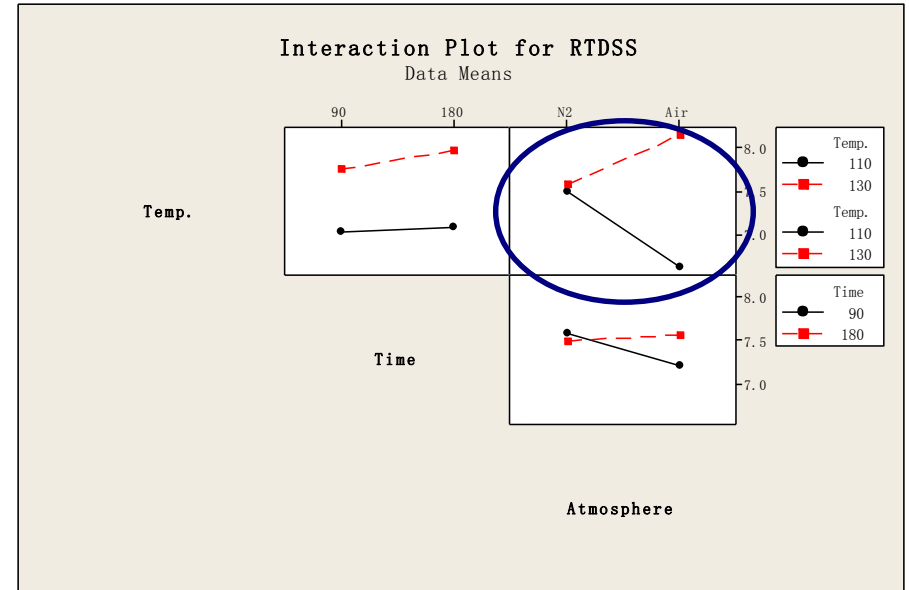 Interaction Plot for RTDSS
Data Means
90 180 N2 Air
Temp.
8.0
7.5
7.0
Temp.
110
130
Temp.
110
130
Time
8.0
7.5
7.0
Time
90
180
Atmosphere